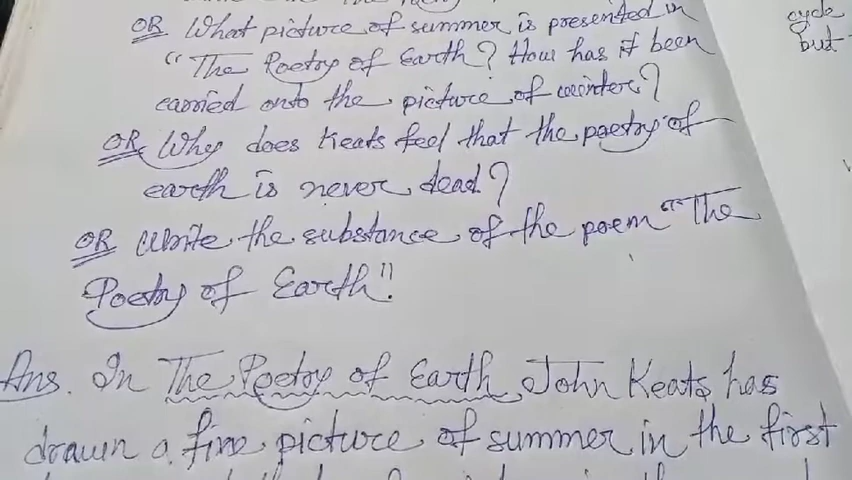 OR What picture of summer is presented in
"The Poetry of Earth? How has it been
carried onto the picture of winter?
OR Why does Keats feel that the poetry of
earth is never dead?
OR Write the substance of the poem "The
Poetry of Earth".
Ans. In The Poetry of Earth John Keats has
drawn a fine picture of summer in the first
cycle
but